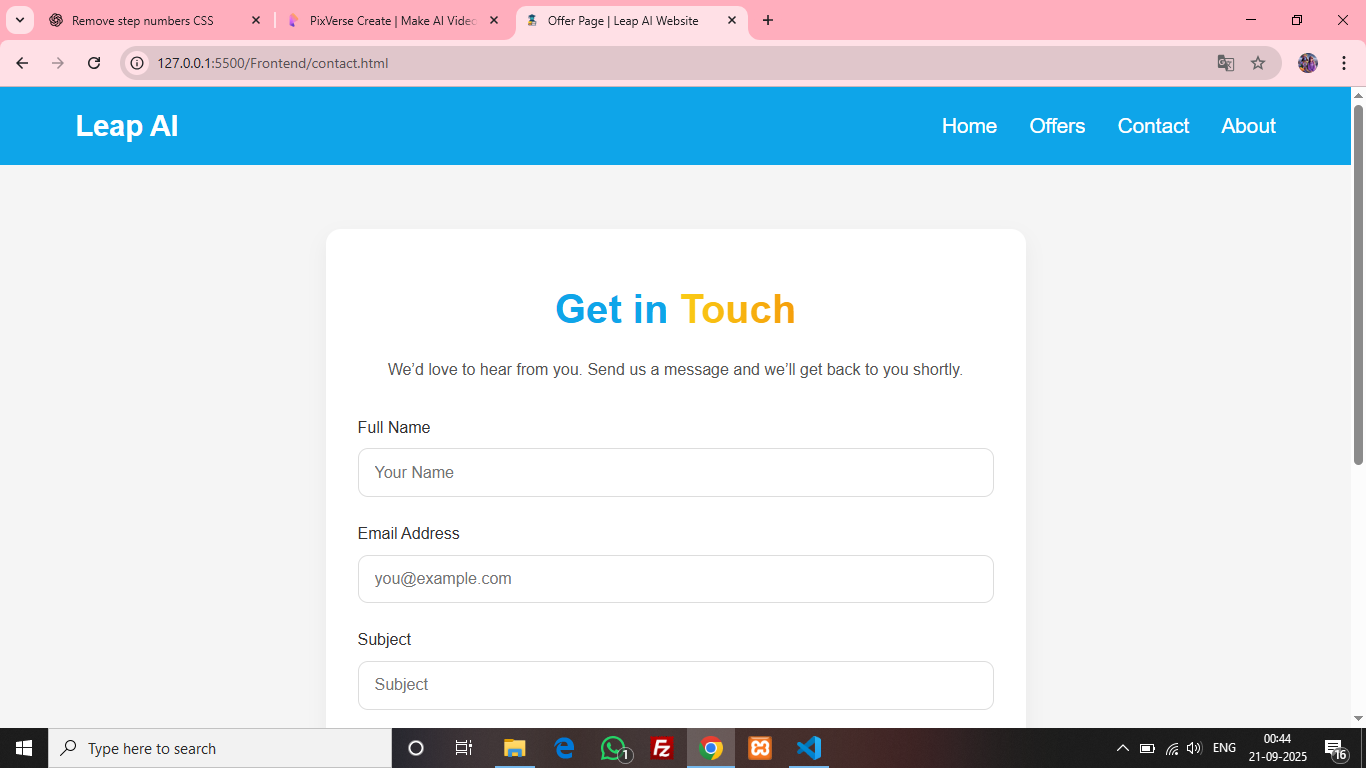 Remove step numbers CSS
PixVerse Create | Make AI Video
Offer Page | Leap AI Website
127.0.0.1:5500/Frontend/contact.html
Leap AI
Home
Offers
Contact
About
Get in Touch
We’d love to hear from you. Send us a message and we’ll get back to you shortly.
Full Name
Your Name
Email Address
you@example.com
Subject
Subject
Type here to search
1
Fz
ENG
00:44
21-09-2025
16